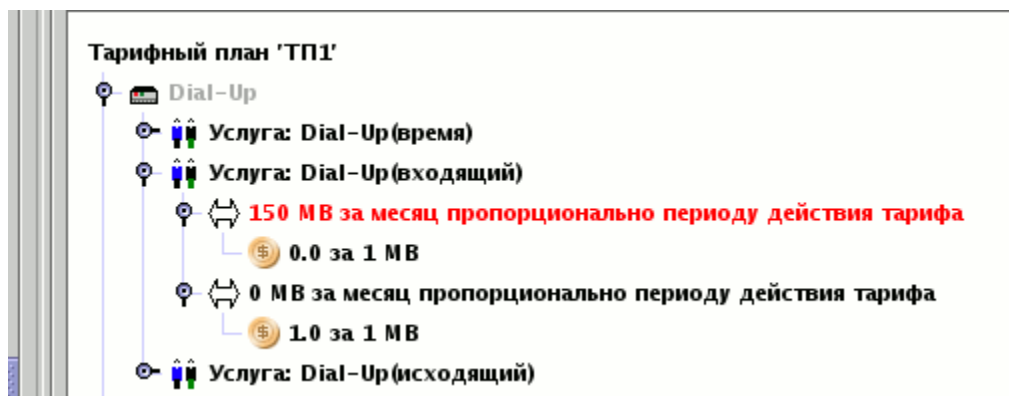 Тарифный план 'ТП1'
Dial-Up
Услуга: Dial-Up(время)
Услуга: Dial-Up(входящий)
150 MB за месяц пропорционально периоду действия тарифа
0.0 за 1 MB
0 MB за месяц пропорционально периоду действия тарифа
1.0 за 1 MB
Услуга: Dial-Up(исходящий)